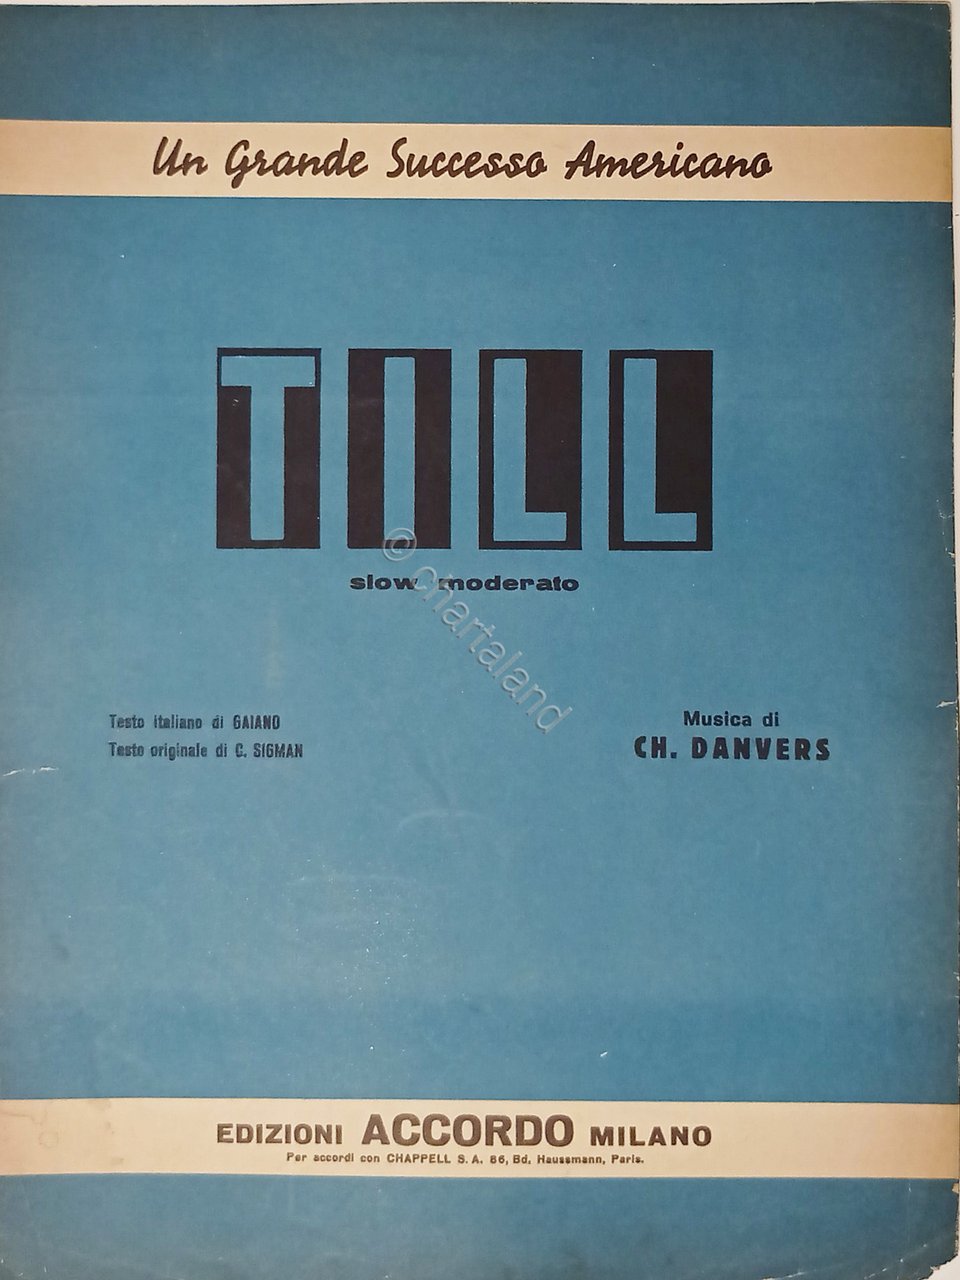 Un Grande Successo Americano
TILL
slow moderato
© chartaland
Testo italiano di GAIANO
Testo originale di C. SIGMAN
Musica di
CH. DANVERS
EDIZIONI ACCORDO MILANO
Per accordi con CHAPPELL S. A. 86, Bd. Haussmann, Paris.